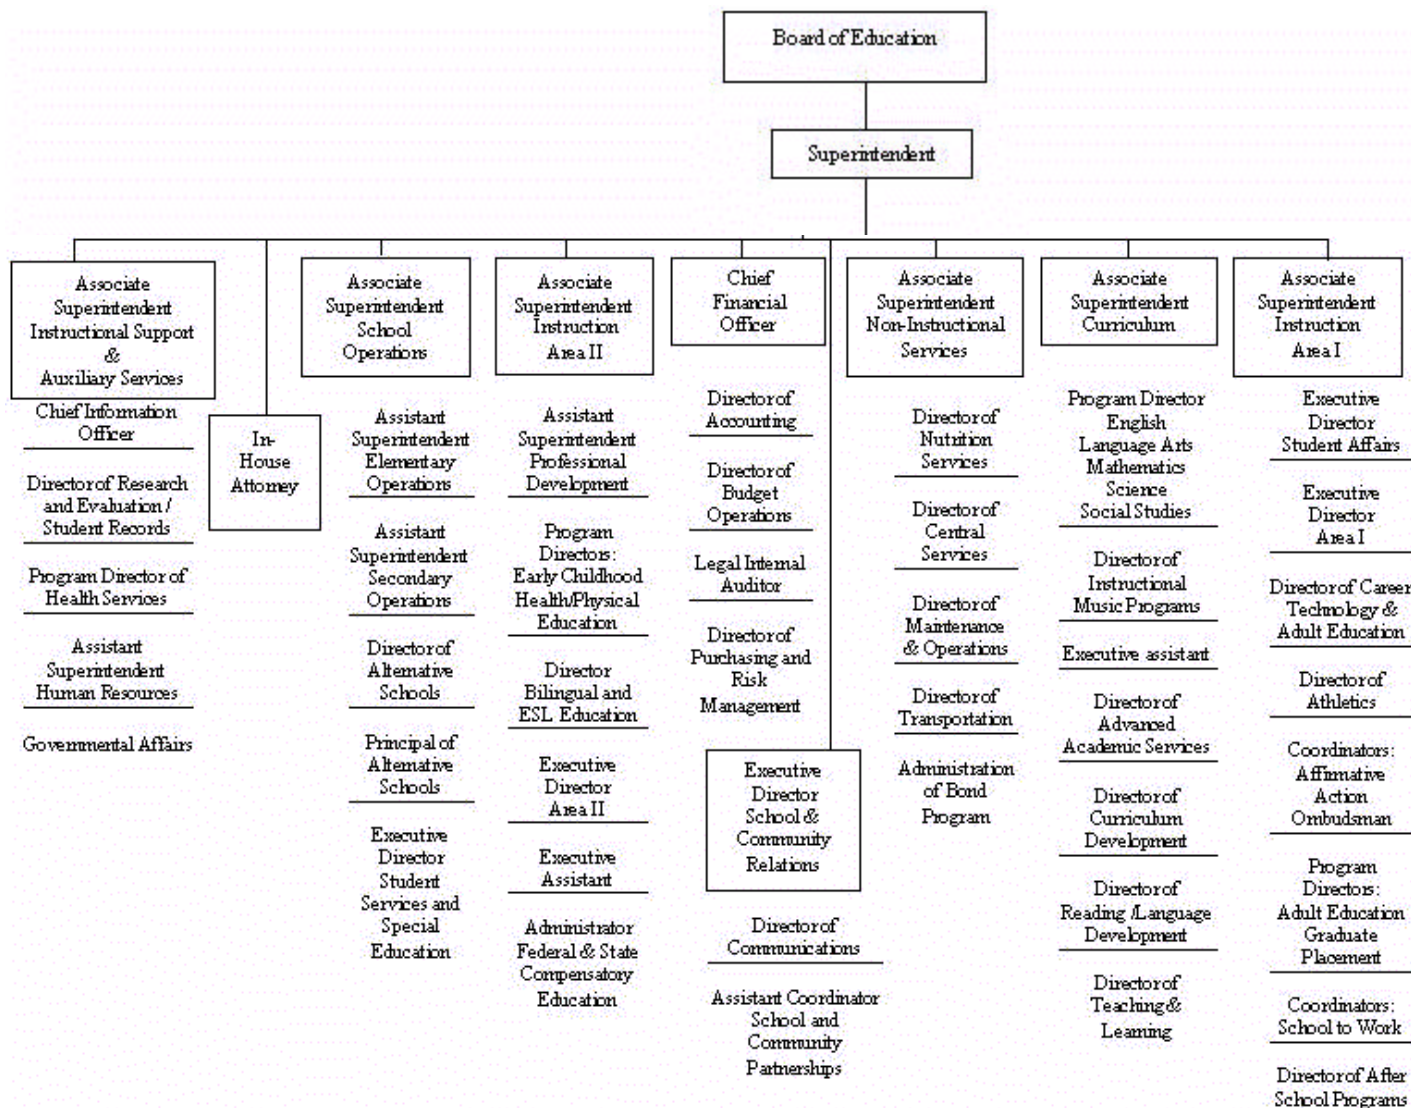 Board of Education
Superintendent
Associate
Superintendent
Instructional Support
&
Auxiliary Services
Chief Information
Officer
Director of Research
and Evaluation /
Student Records
Program Director of
Health Services
Assistant
Superintendent
Human Resources
Governmental Affairs
In-
House
Attorney
Associate
Superintendent
School
Operations
Assistant
Superintendent
Elementary
Operations
Assistant
Superintendent
Secondary
Operations
Director of
Alternative
Schools
Principal of
Alternative
Schools
Executive
Director
Student
Services and
Special
Education
Associate
Superintendent
Instruction
Area II
Assistant
Superintendent
Professional
Development
Program
Directors:
Early Childhood
Health/Physical
Education
Director
Bilingual and
ESL Education
Executive
Director
Area II
Executive
Assistant
Administrator
Federal & State
Compensatory
Education
Chief
Financial
Officer
Director of
Accounting
Director of
Budget
Operations
Legal Internal
Auditor
Director of
Purchasing and
Risk
Management
Executive
Director
School &
Community
Relations
Director of
Communications
Assistant Coordinator
School and
Community
Partnerships
Associate
Superintendent
Non-Instructional
Services
Director of
Nutrition
Services
Director of
Central
Services
Director of
Maintenance
& Operations
Director of
Transportation
Administration
of Bond
Program
Associate
Superintendent
Curriculum
Program Director
English
Language Arts
Mathematics
Science
Social Studies
Director of
Instructional
Music Programs
Executive assistant
Director of
Advanced
Academic Services
Director of
Curriculum
Development
Director of
Reading /Language
Development
Director of
Teaching &
Learning
Associate
Superintendent
Instruction
Area I
Executive
Director
Student Affairs
Executive
Director
Area I
Director of Career
Technology &
Adult Education
Director of
Athletics
Coordinators:
Affirmative
Action
Ombudsman
Program
Directors:
Adult Education
Graduate
Placement
Coordinators:
School to Work
Director of After
School Programs